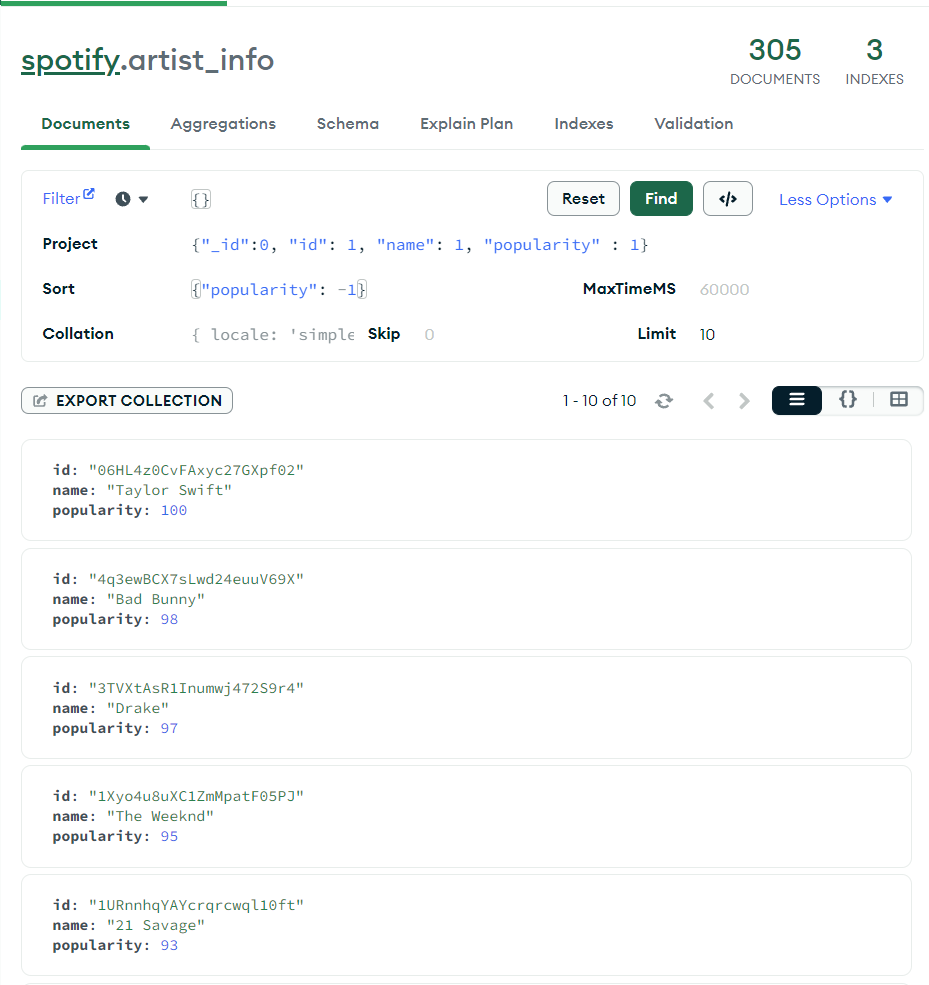 spotify.artist_info
305 3
DOCUMENTS INDEXES
Documents Aggregations Schema Explain Plan Indexes Validation
Filter {} Reset Find </> Less Options
Project {"_id":0, "id": 1, "name": 1, "popularity" : 1}
Sort {"popularity": -1} MaxTimeMS 60000
Collation { locale: 'simple Skip 0 Limit 10
EXPORT COLLECTION 1 - 10 of 10 {}
id: "06HL4z0CvFAxyc27GXpf02"
name: "Taylor Swift"
popularity: 100
id: "4q3ewBCX7sLwd24euuV69X"
name: "Bad Bunny"
popularity: 98
id: "3TVXtAsR1Inumwj472S9r4"
name: "Drake"
popularity: 97
id: "1Xyo4u8uXC1ZmMpatF05PJ"
name: "The Weeknd"
popularity: 95
id: "1URnnhqYAYcrqrcwql10ft"
name: "21 Savage"
popularity: 93